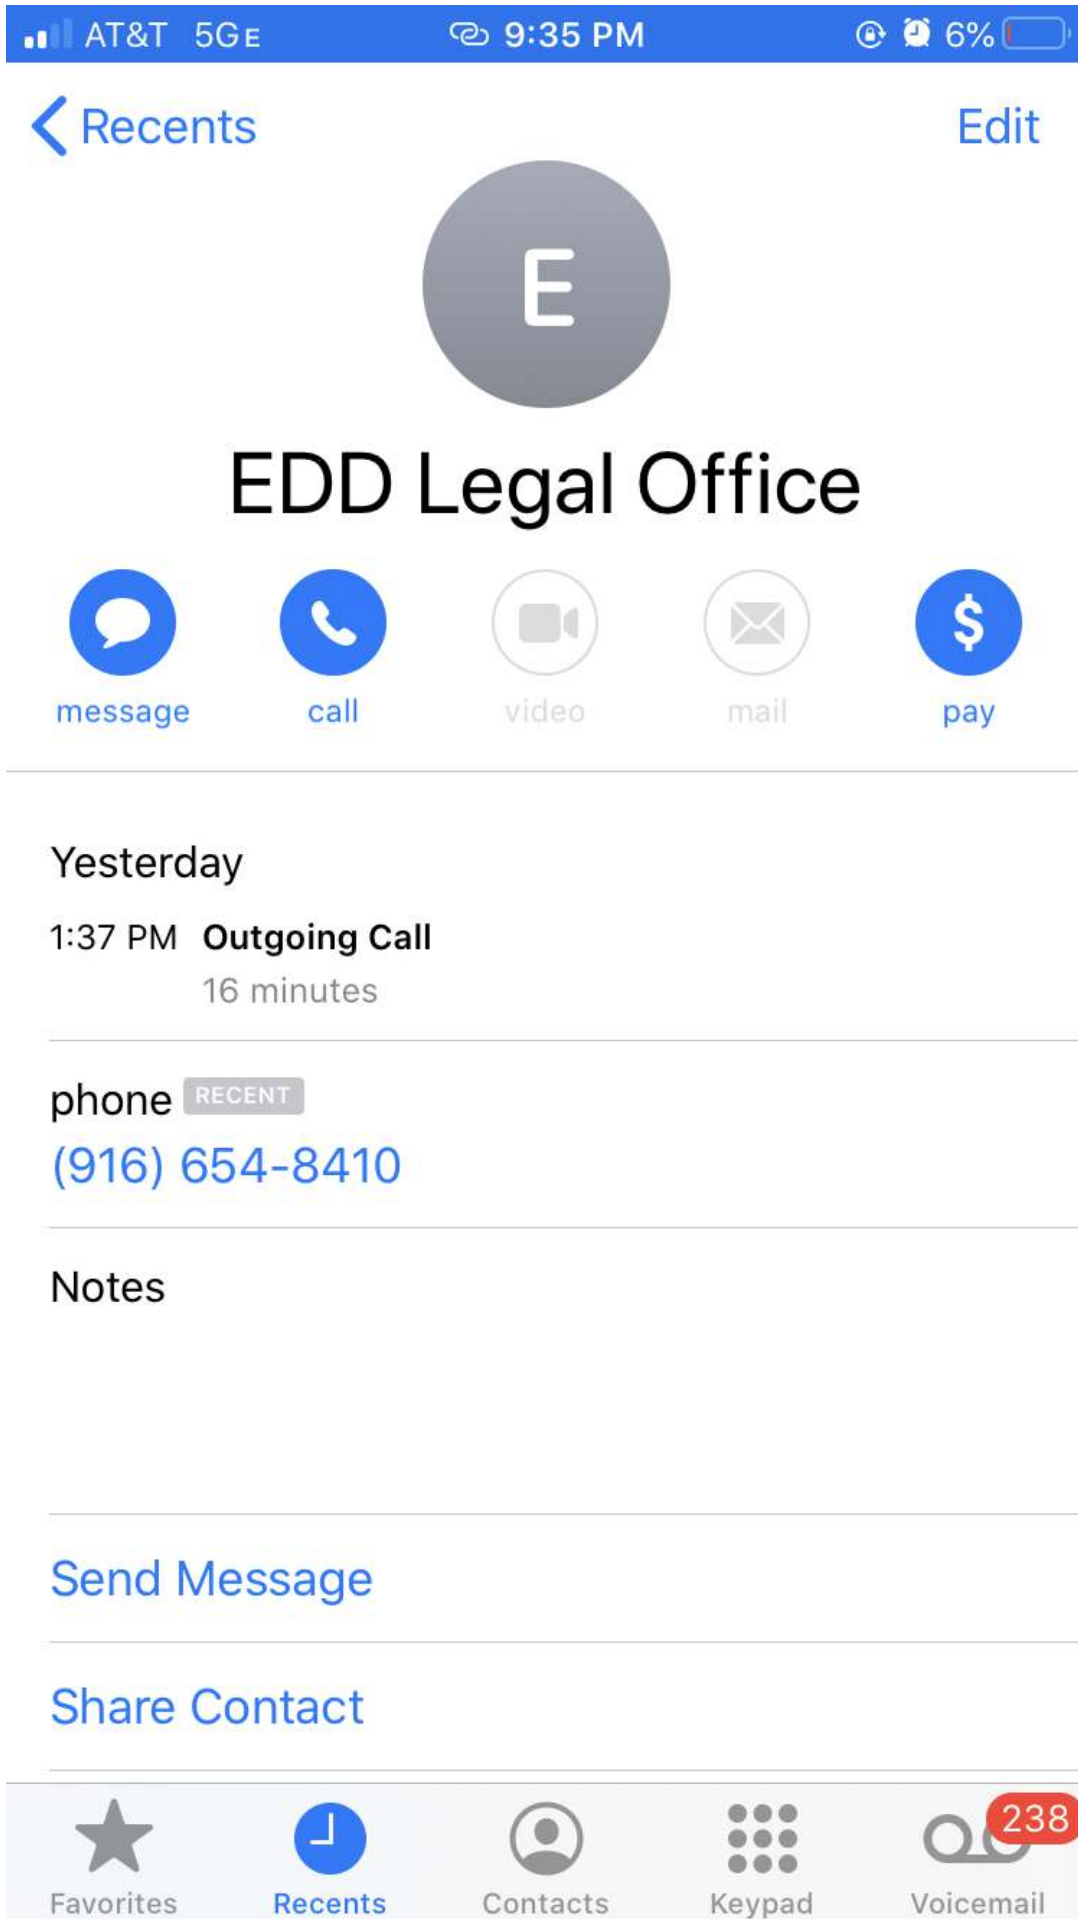 AT&T 5GE 9:35 PM 6%
Recents Edit
E
EDD Legal Office
message call video mail pay
Yesterday
1:37 PM Outgoing Call
16 minutes
phone RECENT
(916) 654-8410
Notes
Send Message
Share Contact
238
Favorites Recents Contacts Keypad Voicemail